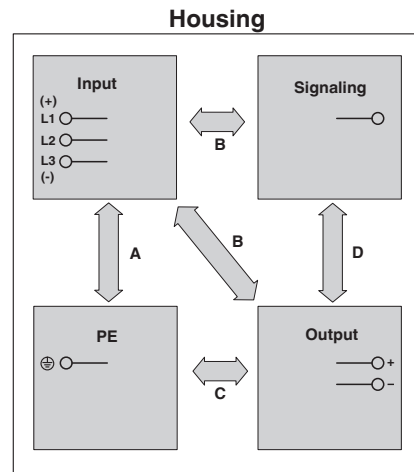 Housing
Input
(+)
L1
L2
L3
(-)
Signaling
B
A
B
D
PE
Output
+
–
C